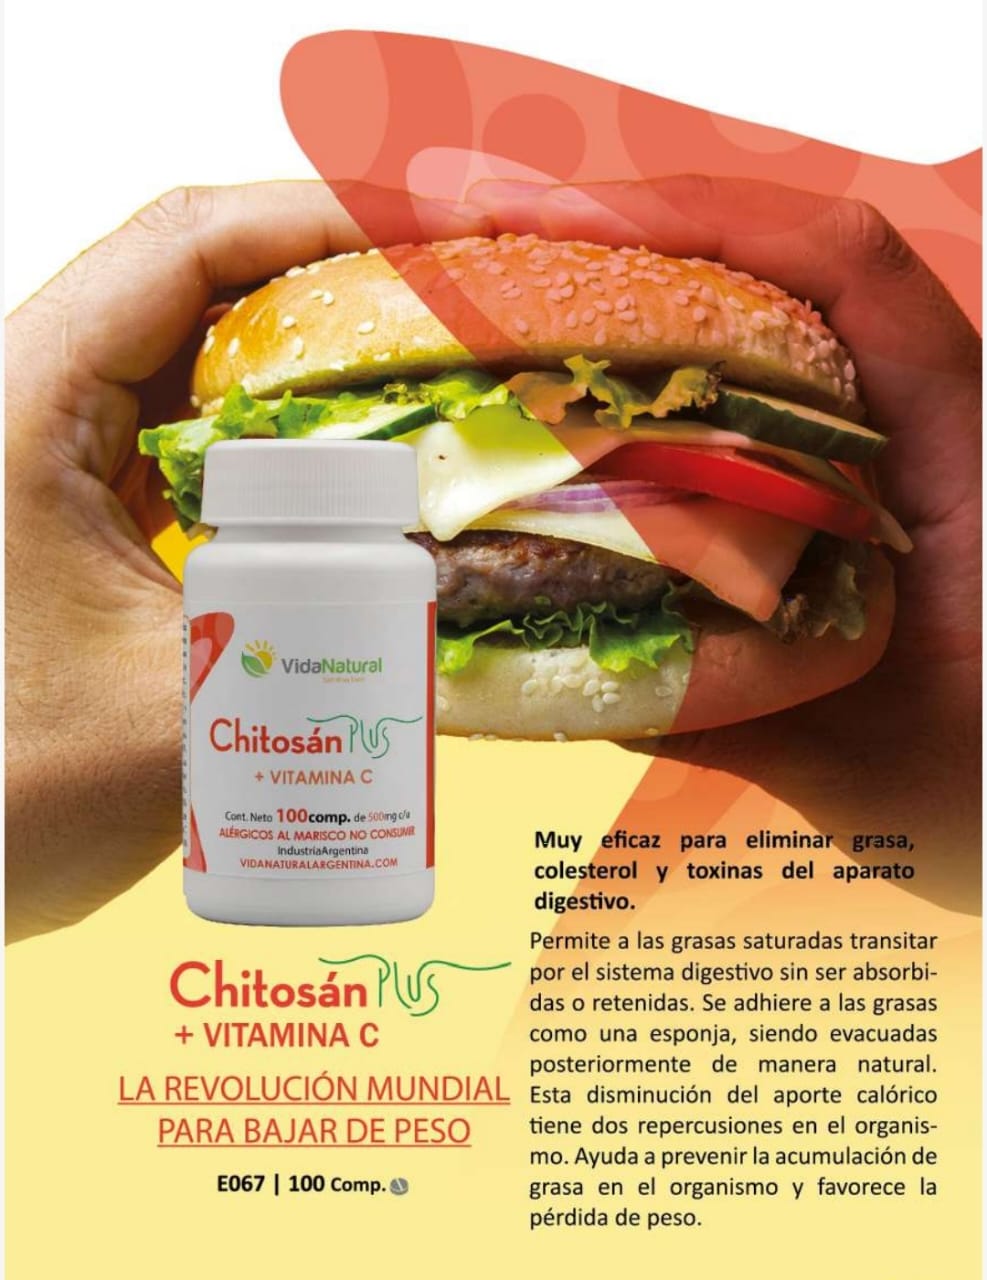 VidaNatural
Chitosán PLUS
+ VITAMINA C
Cont. Neto 100comp. de 500mg c/u
ALÉRGICOS AL MARISCO NO CONSUMIR
IndustriaArgentina
VIDANATURALARGENTINA.COM
Chitosán PLUS
+ VITAMINA C
LA REVOLUCIÓN MUNDIAL
PARA BAJAR DE PESO
E067 | 100 Comp.
Muy eficaz para eliminar grasa,
colesterol y toxinas del aparato
digestivo.
Permite a las grasas saturadas transitar
por el sistema digestivo sin ser absorbi-
das o retenidas. Se adhiere a las grasas
como una esponja, siendo evacuadas
posteriormente de manera natural.
Esta disminución del aporte calórico
tiene dos repercusiones en el organis-
mo. Ayuda a prevenir la acumulación de
grasa en el organismo y favorece la
pérdida de peso.